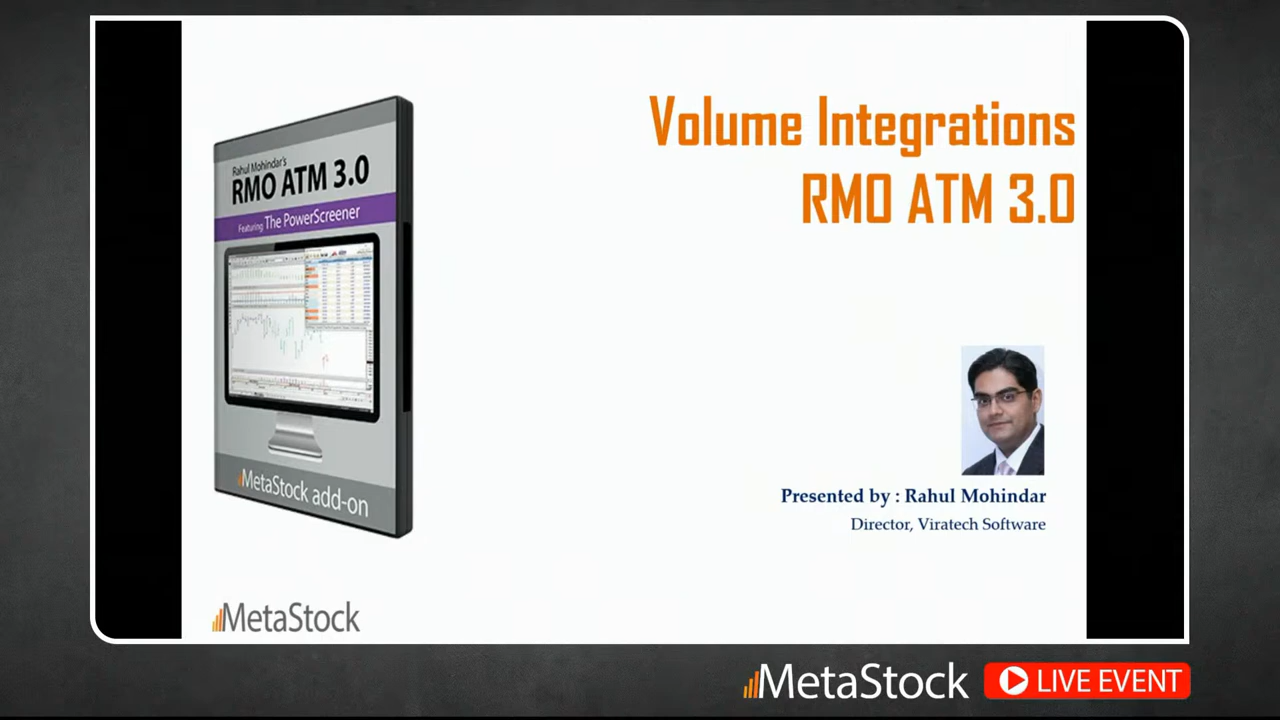 Volume Integrations
RMO ATM 3.0
Rahul Mohindar's
RMO ATM 3.0
Featuring The PowerScreener
MetaStock add-on
Presented by : Rahul Mohindar
Director, Viratech Software
MetaStock
MetaStock LIVE EVENT